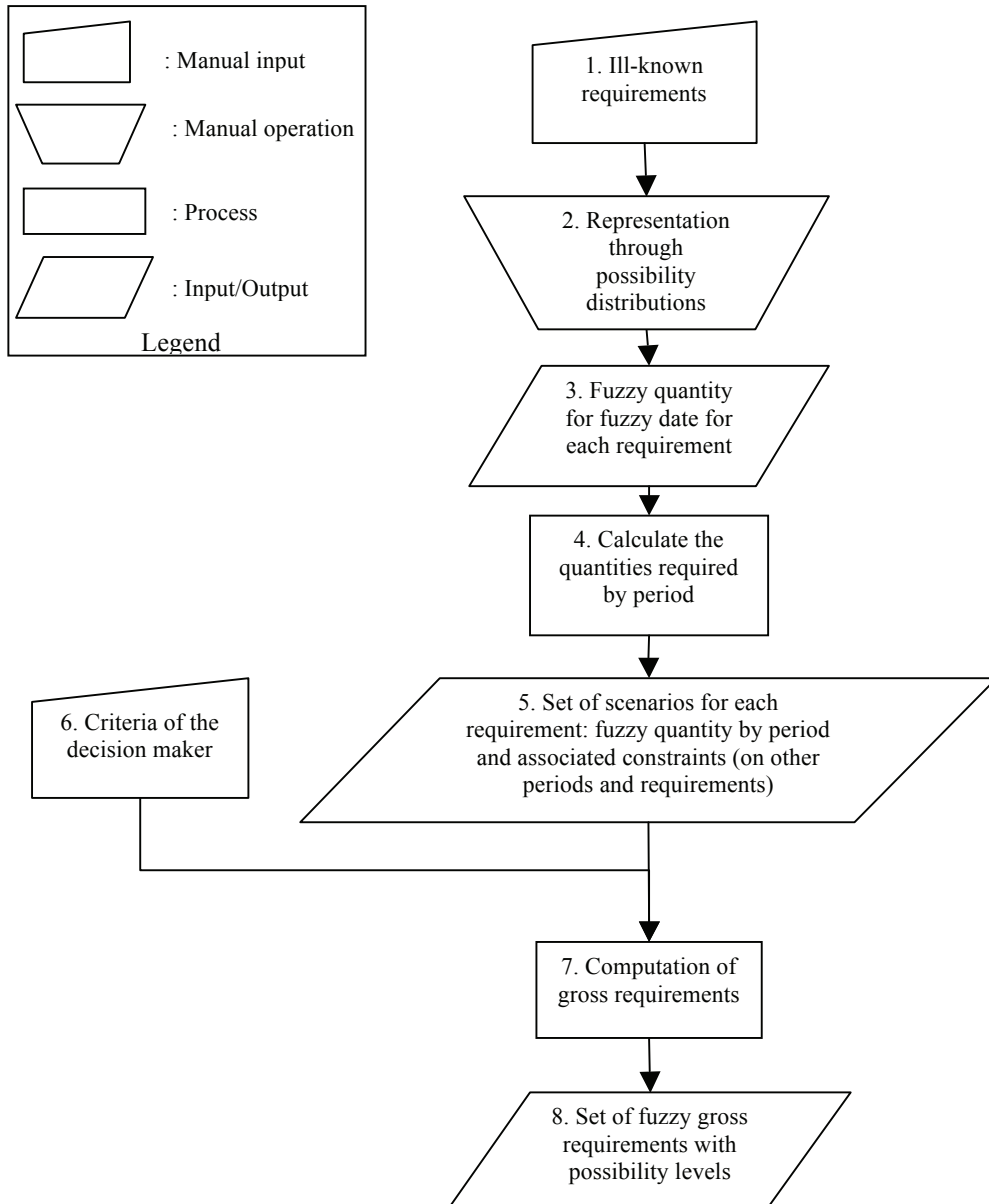 : Manual input
: Manual operation
: Process
: Input/Output
Legend
1. Ill-known
requirements
2. Representation
through
possibility
distributions
3. Fuzzy quantity
for fuzzy date for
each requirement
4. Calculate the
quantities required
by period
5. Set of scenarios for each
requirement: fuzzy quantity by period
and associated constraints (on other
periods and requirements)
6. Criteria of the
decision maker
7. Computation of
gross requirements
8. Set of fuzzy gross
requirements with
possibility levels